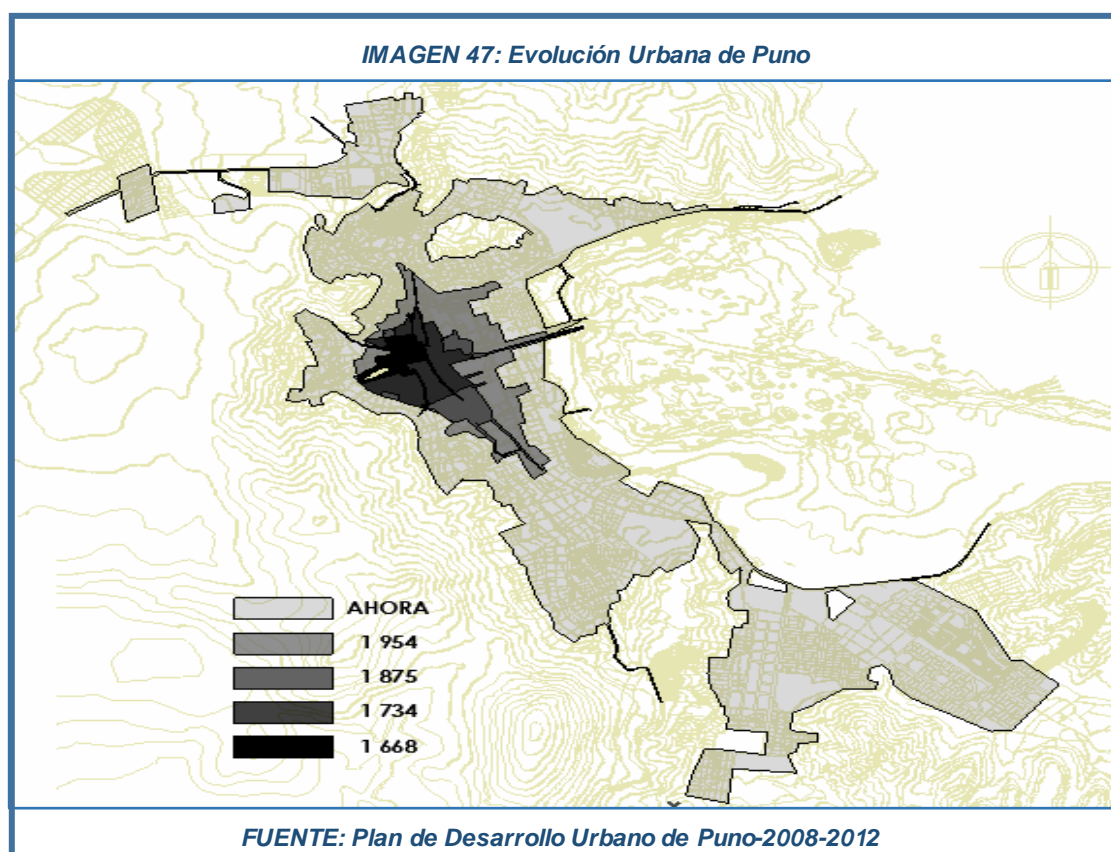 IMAGEN 47: Evolución Urbana de Puno
AHORA
1 954
1 875
1 734
1 668
FUENTE: Plan de Desarrollo Urbano de Puno-2008-2012